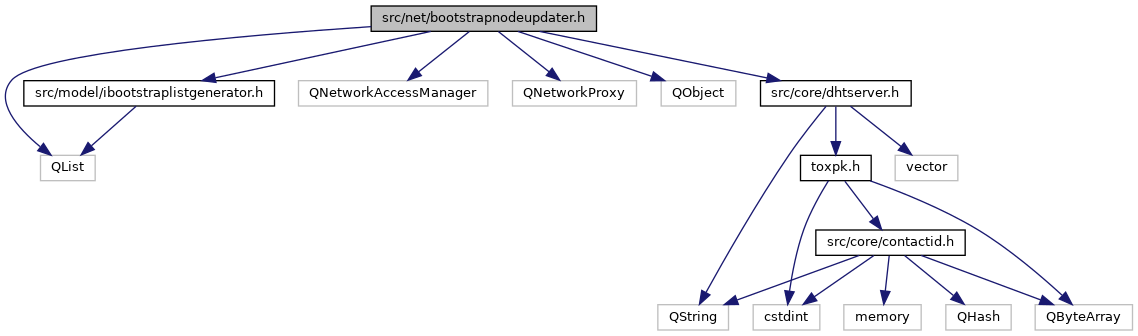 src/net/bootstrapnodeupdater.h
src/model/ibootstraplistgenerator.h
QNetworkAccessManager
QNetworkProxy
QObject
src/core/dhtserver.h
QList
toxpk.h
vector
src/core/contactid.h
QString
cstdint
memory
QHash
QByteArray